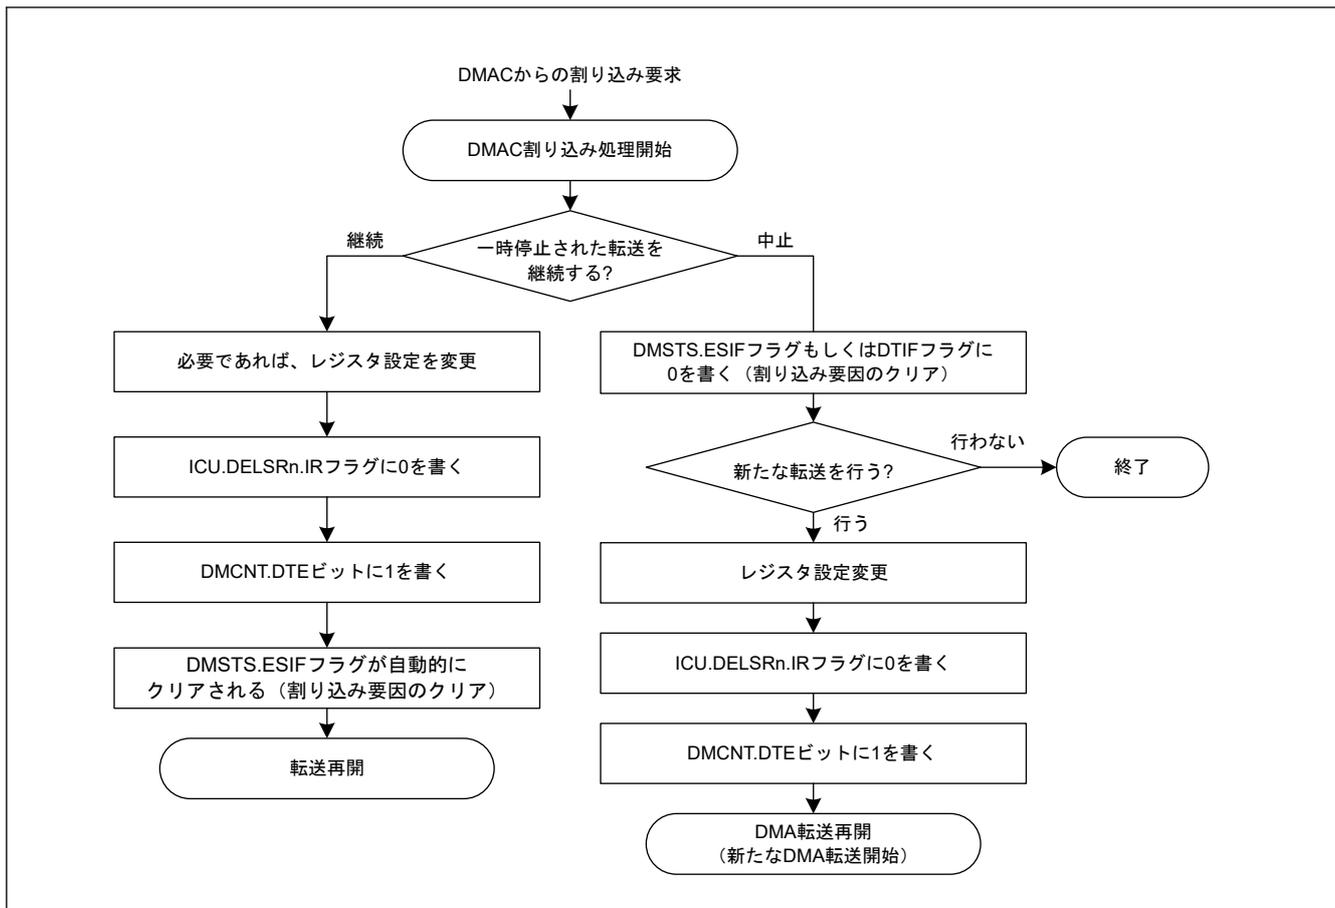 DMACからの割り込み要求
DMAC割り込み処理開始
一時停止された転送を
継続する?
継続
中止
必要であれば、レジスタ設定を変更
ICU.DELSRn.IRフラグに0を書く
DMCNT.DTEビットに1を書く
DMSTS.ESIFフラグが自動的に
クリアされる（割り込み要因のクリア）
転送再開
DMSTS.ESIFフラグもしくはDTIFフラグに
0を書く（割り込み要因のクリア）
新たな転送を行う?
行わない
終了
行う
レジスタ設定変更
ICU.DELSRn.IRフラグに0を書く
DMCNT.DTEビットに1を書く
DMA転送再開
（新たなDMA転送開始）